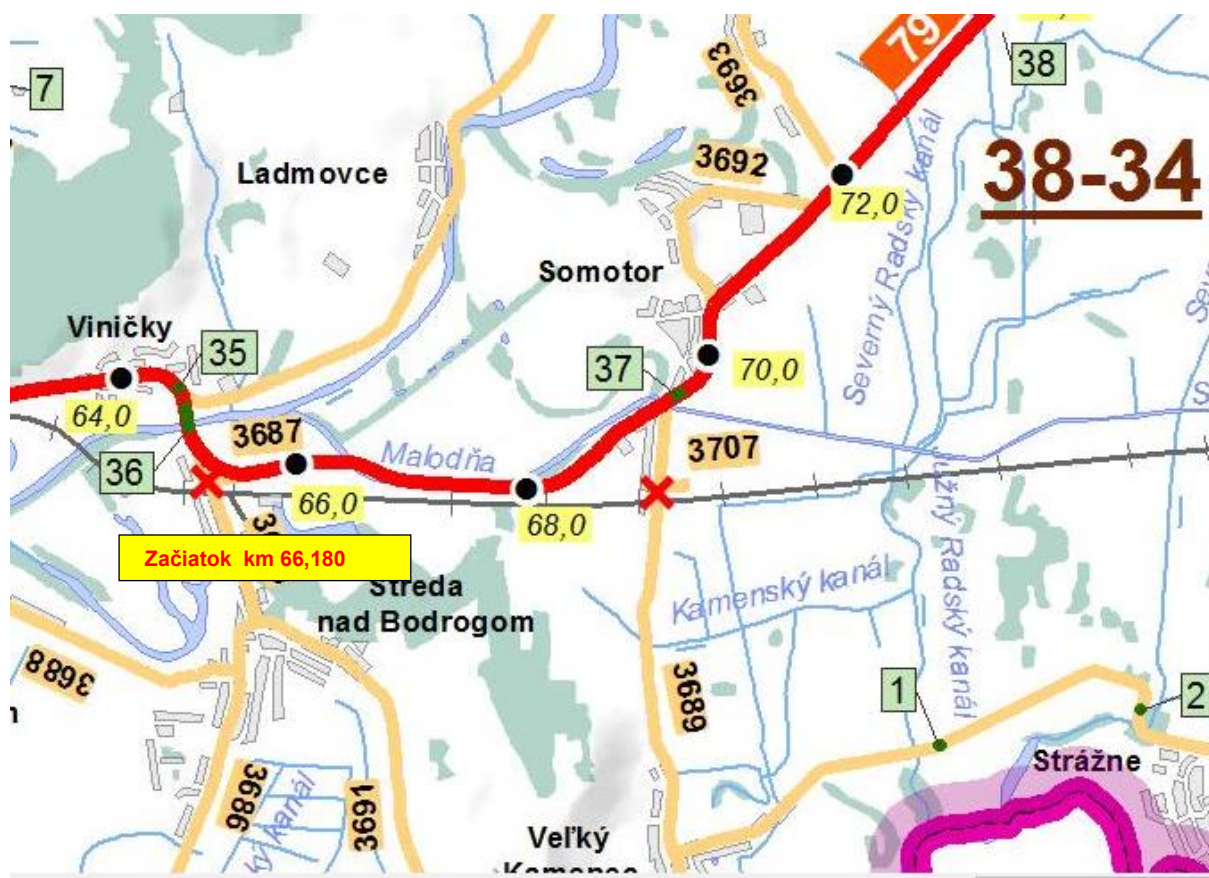 79
38
7
3693
3692
38-34
Ladmovce
72,0
Severný Radský kanál
Somotor
Viničky
35
37
70,0
64,0
3687
3707
36
Malodňa
66,0
68,0
Začiatok km 66,180
Streda
nad Bodrogom
Kamenský kanál
Južný Radský kanál
3688
3689
1
2
Strážne
3686
3691
Veľký
Kamenec